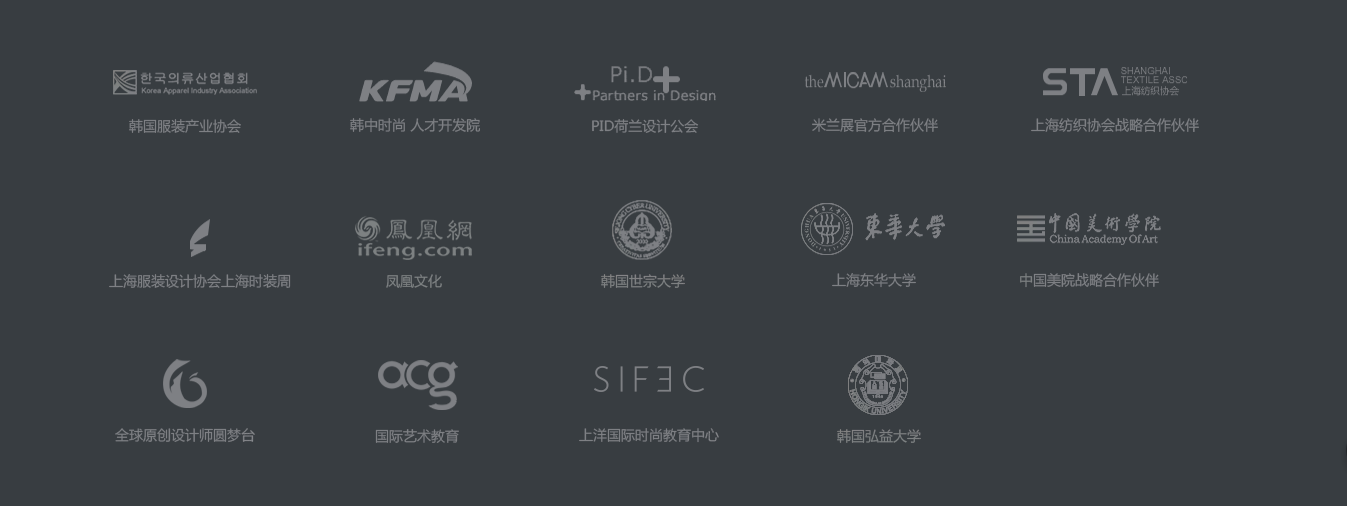 한국의류산업협회
Korea Apparel Industry Association
韩国服装产业协会
KFMA
韩中时尚 人才开发院
Pi.D+
+Partners in Design
PID荷兰设计公会
theMICAMshanghai
米兰展官方合作伙伴
STA
SHANGHAI
TEXTILE ASSC
上海纺织协会
上海纺织协会战略合作伙伴
上海服装设计协会上海时装周
鳳凰網
ifeng.com
凤凰文化
韩国世宗大学
東華大學
上海东华大学
中國美術學院
China Academy Of Art
中国美院战略合作伙伴
全球原创设计师圆梦台
acg
国际艺术教育
SIFEC
上洋国际时尚教育中心
HONGIK UNIVERSITY
韩国弘益大学